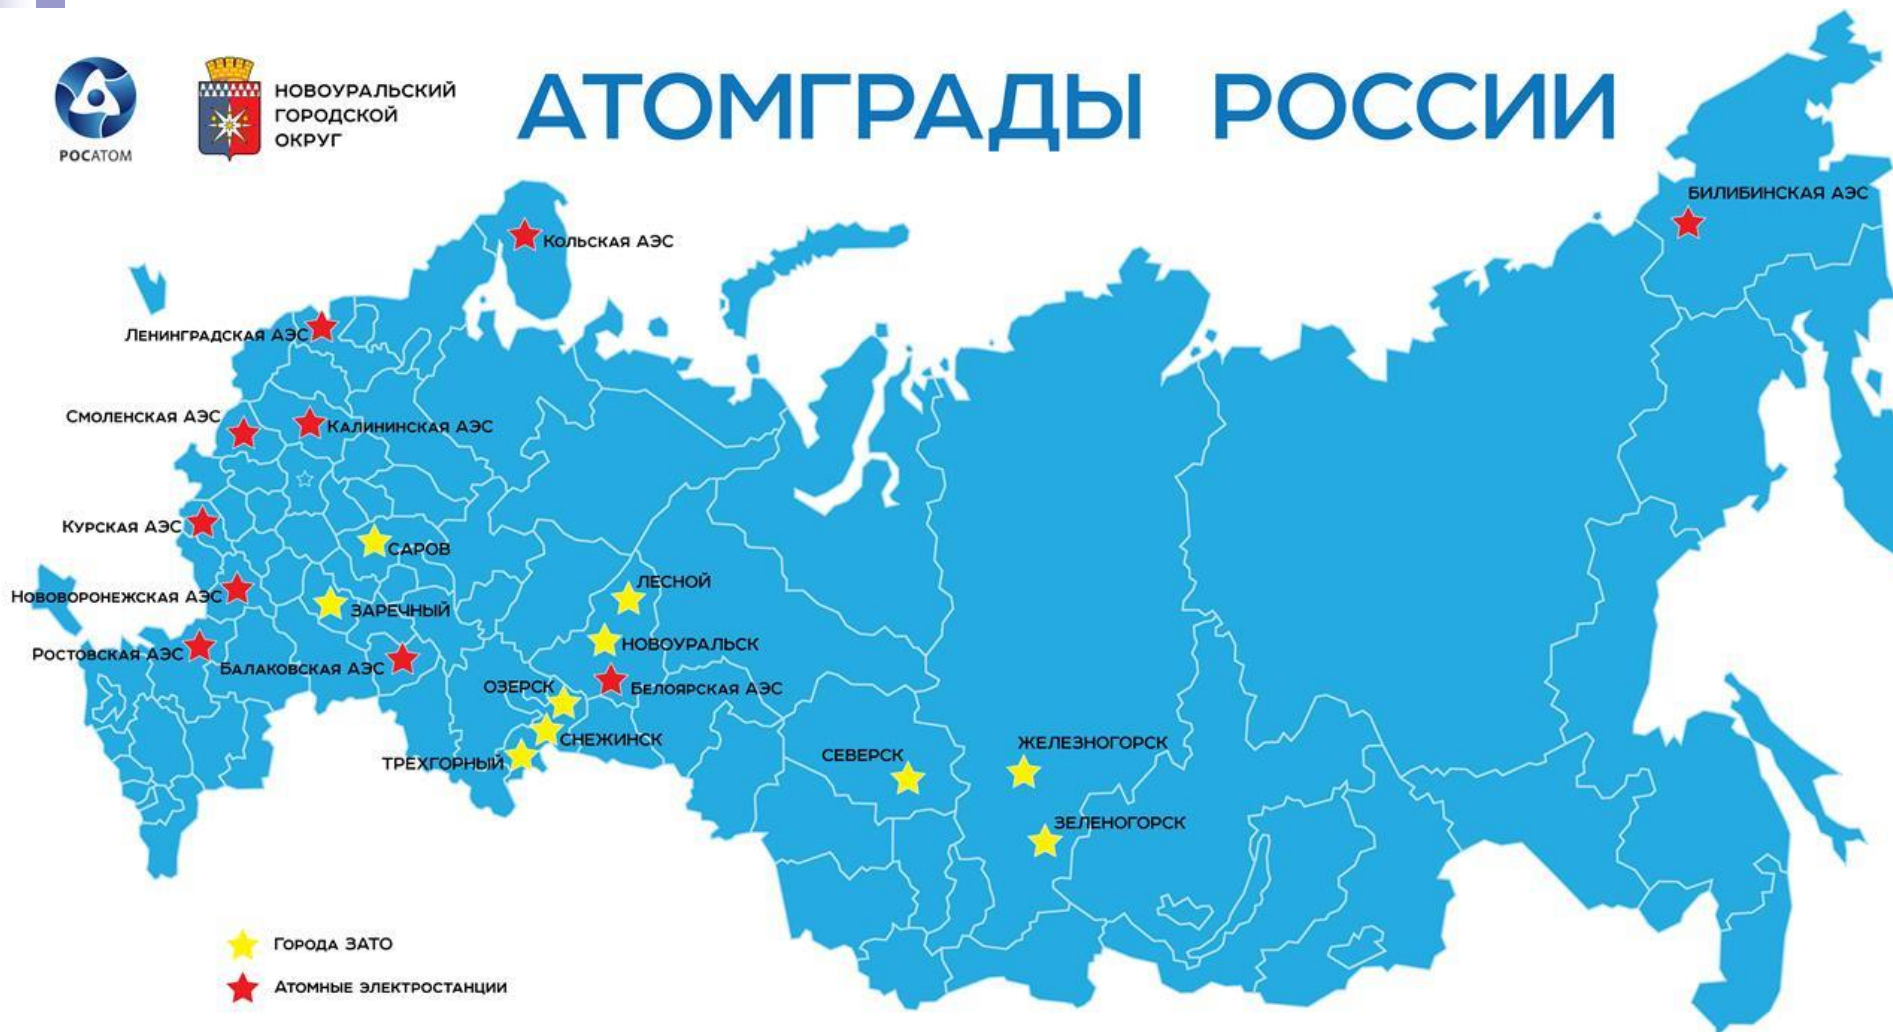 РОСАТОМ
НОВОУРАЛЬСКИЙ
ГОРОДСКОЙ
ОКРУГ
АТОМГРАДЫ РОССИИ
БИЛИБИНСКАЯ АЭС
Кольская АЭС
Ленинградская АЭС
Смоленская АЭС
Калининская АЭС
Курская АЭС
САРОВ
ЛЕСНОЙ
Нововоронежская АЭС
ЗАРЕЧНЫЙ
НОВОУРАЛЬСК
Ростовская АЭС
Балаковская АЭС
ОЗЕРСК
Белоярская АЭС
СНЕЖИНСК
ЖЕЛЕЗНОГОРСК
СЕВЕРСК
ТРЁХГОРНЫЙ
ЗЕЛЕНОГОРСК
Города ЗАТО
Атомные электростанции